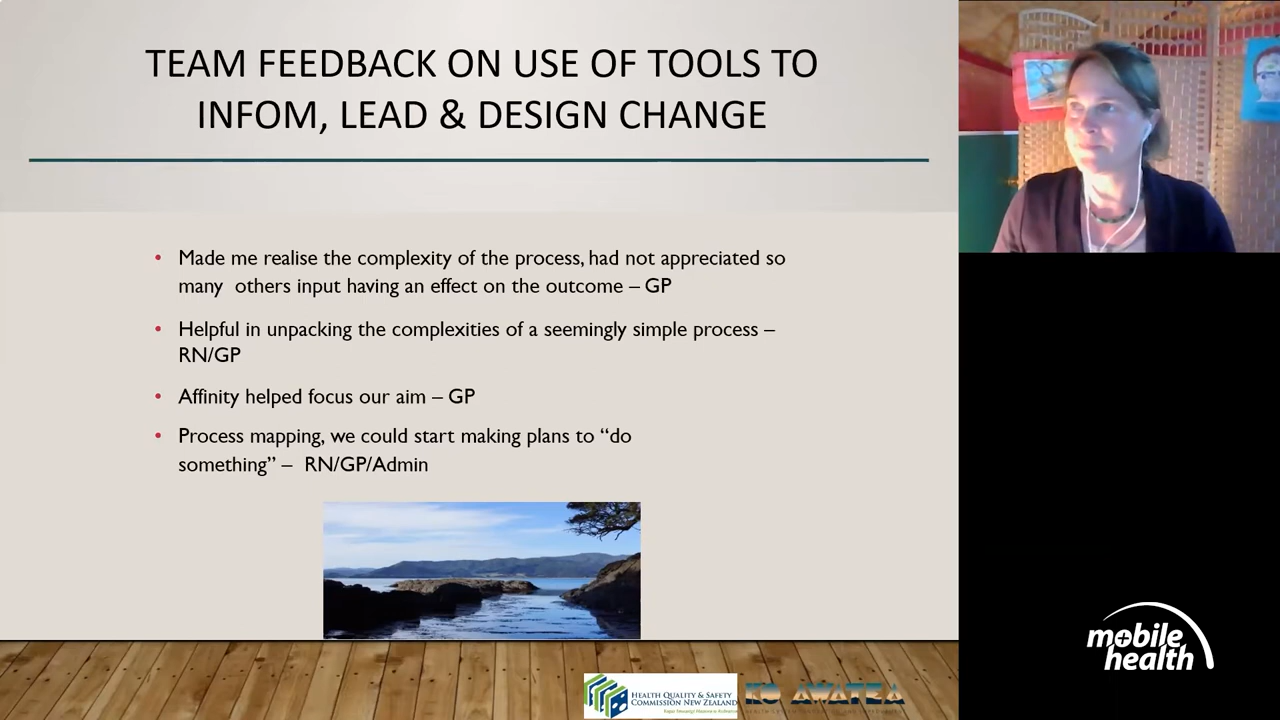 TEAM FEEDBACK ON USE OF TOOLS TO
INFOM, LEAD & DESIGN CHANGE
• Made me realise the complexity of the process, had not appreciated so
many others input having an effect on the outcome – GP
• Helpful in unpacking the complexities of a seemingly simple process –
RN/GP
• Affinity helped focus our aim – GP
• Process mapping, we could start making plans to “do
something” – RN/GP/Admin
HEALTH QUALITY & SAFETY
COMMISSION NEW ZEALAND
KO AWATEA
mobile
health